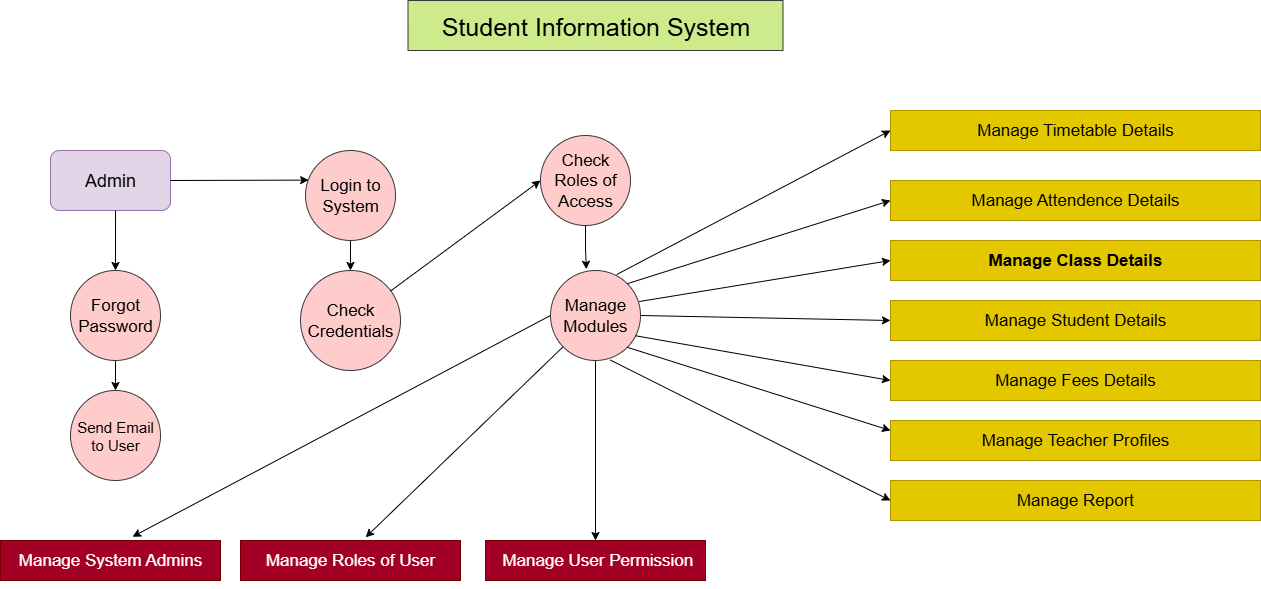 Student Information System
Admin
Login to
System
Check
Roles of
Access
Forgot
Password
Check
Credentials
Manage
Modules
Send Email
to User
Manage Timetable Details
Manage Attendence Details
Manage Class Details
Manage Student Details
Manage Fees Details
Manage Teacher Profiles
Manage Report
Manage System Admins
Manage Roles of User
Manage User Permission